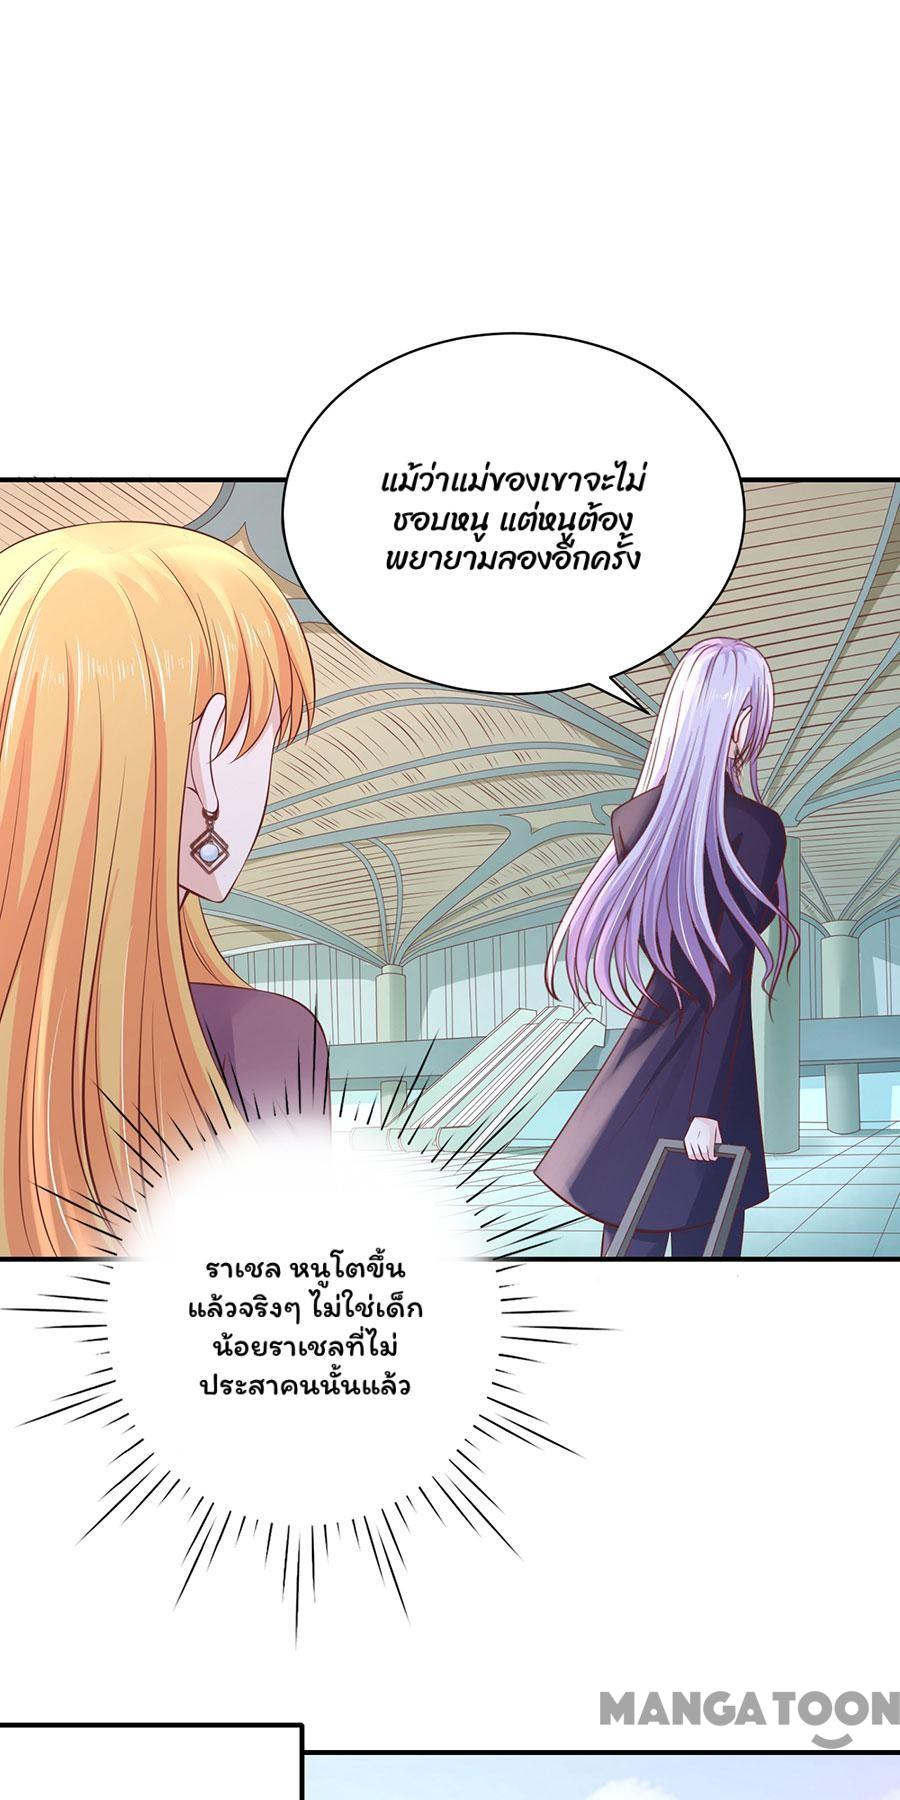 แม้ว่าแม่ของเขาจะไม่
ชอบหนู แต่หนูต้อง
พยายามลองอีกครั้ง
ราเชล หนูโตขึ้น
แล้วจริงๆ ไม่ใช่เด็ก
น้อยราเชลที่ไม่
ประสาคนนั้นแล้ว
MANGATOON